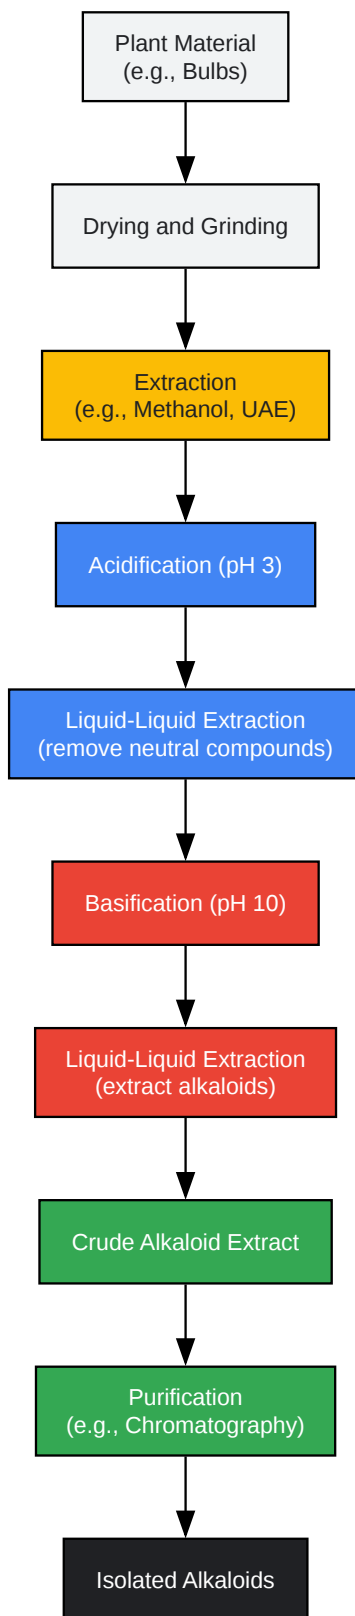 Plant Material
(e.g., Bulbs)
Drying and Grinding
Extraction
(e.g., Methanol, UAE)
Acidification (pH 3)
Liquid-Liquid Extraction
(remove neutral compounds)
Basification (pH 10)
Liquid-Liquid Extraction
(extract alkaloids)
Crude Alkaloid Extract
Purification
(e.g., Chromatography)
Isolated Alkaloids